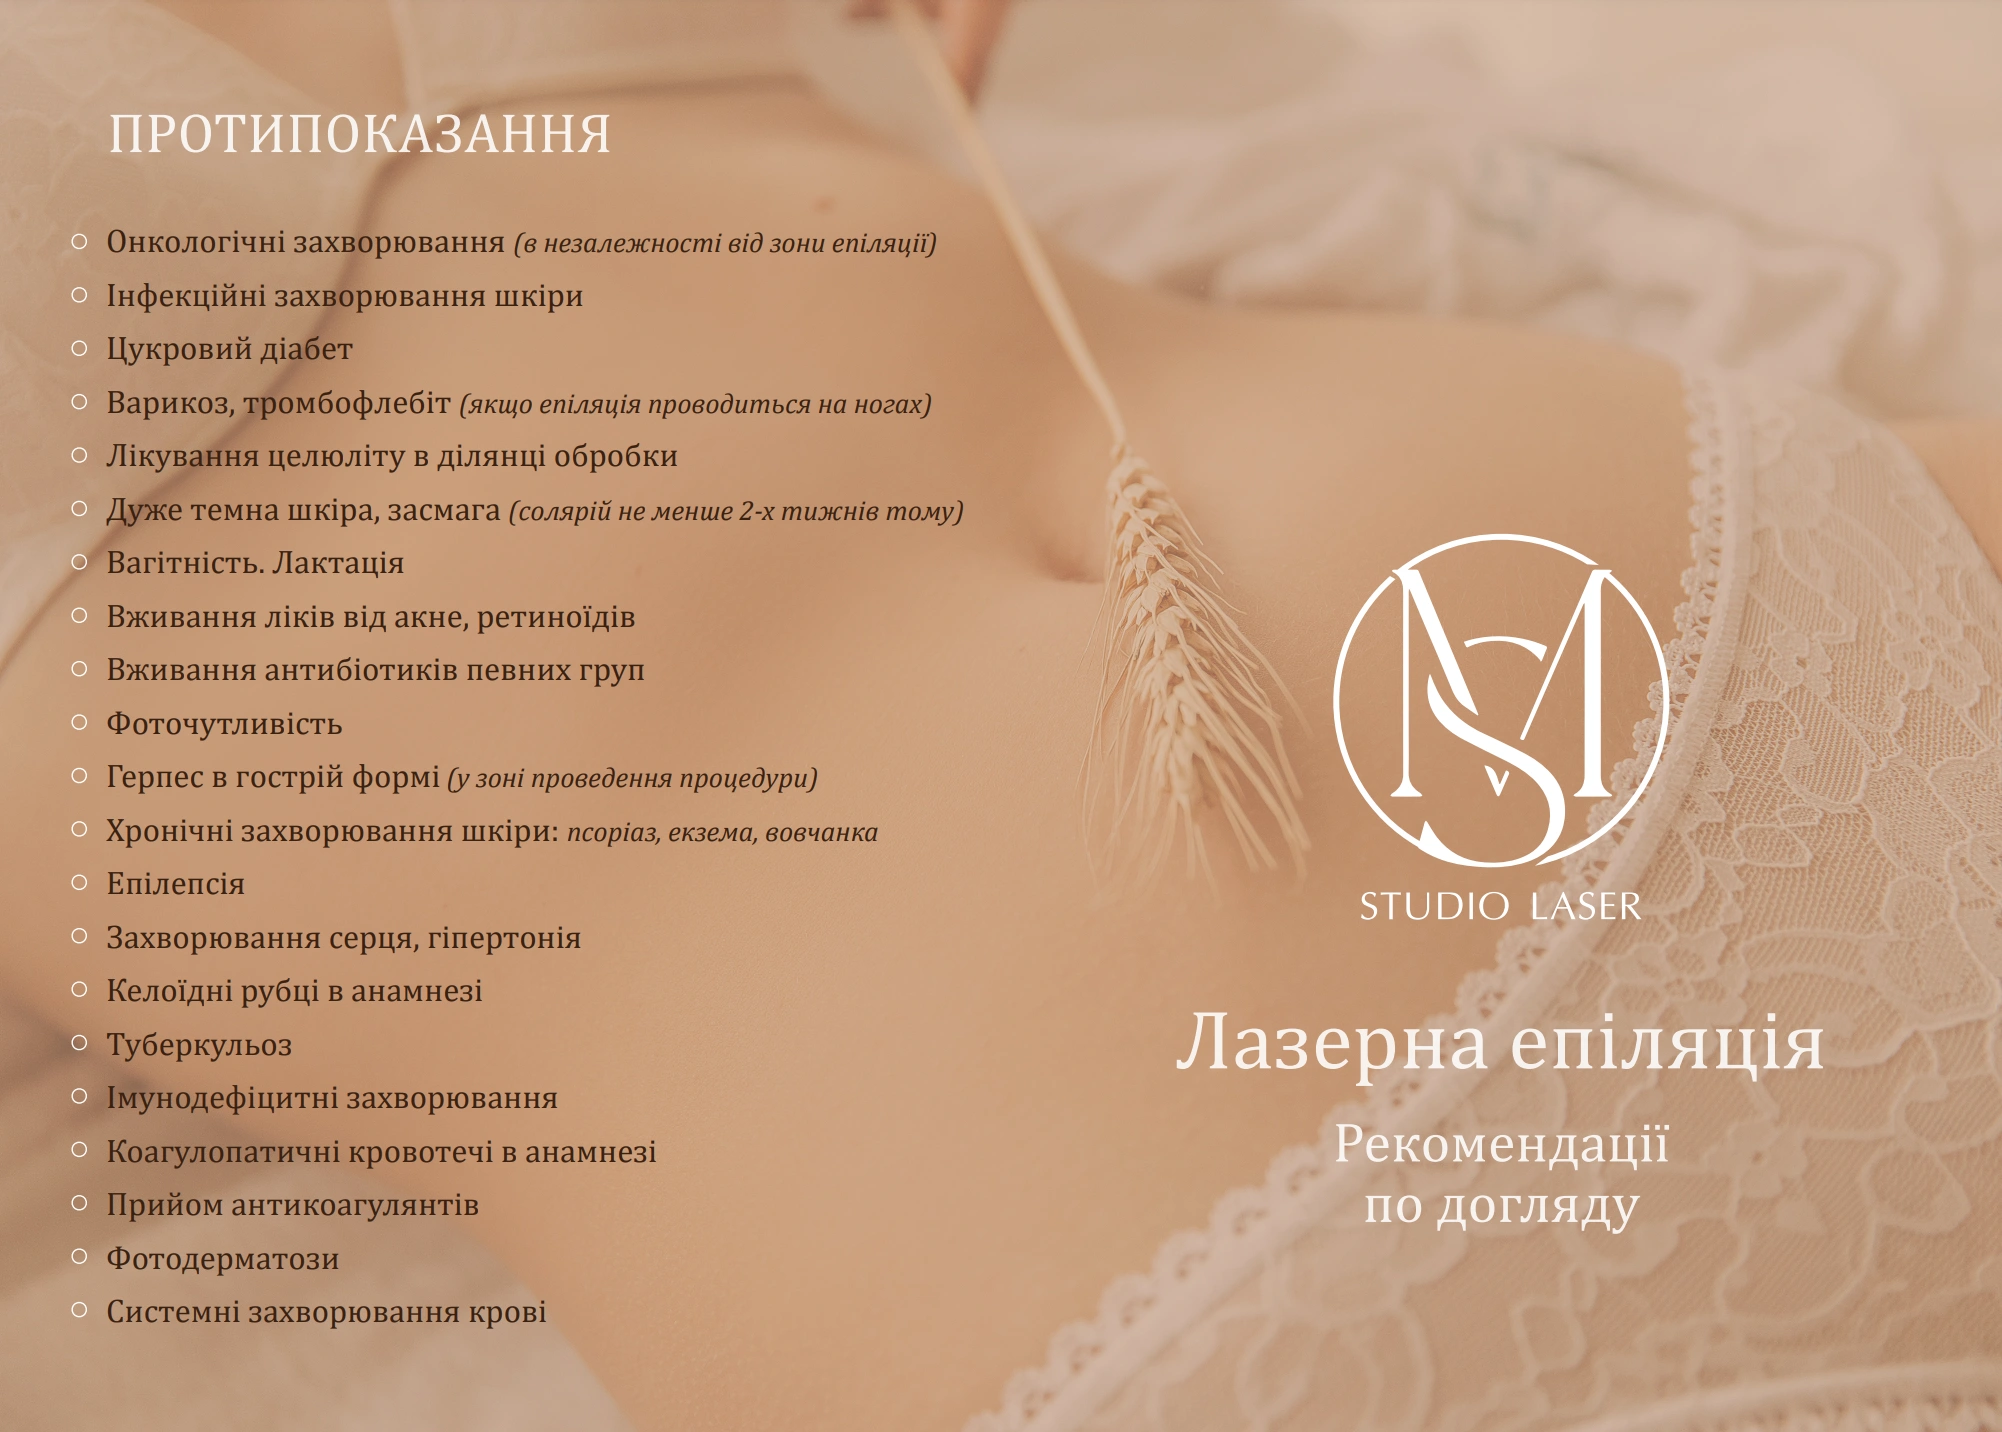 ПРОТИПОКАЗАННЯ
Онкологічні захворювання (в незалежності від зони епіляції)
Інфекційні захворювання шкіри
Цукровий діабет
Варикоз, тромбофлебіт (якщо епіляція проводиться на ногах)
Лікування целюліту в ділянці обробки
Дуже темна шкіра, засмага (солярій не менше 2-х тижнів тому)
Вагітність. Лактація
Вживання ліків від акне, ретиноїдів
Вживання антибіотиків певних груп
Фоточутливість
Герпес в гострій формі (у зоні проведення процедури)
Хронічні захворювання шкіри: псоріаз, екзема, вовчанка
Епілепсія
Захворювання серця, гіпертонія
Келоїдні рубці в анамнезі
Туберкульоз
Імунодефіцитні захворювання
Коагулопатичні кровотечі в анамнезі
Прийом антикоагулянтів
Фотодерматози
Системні захворювання крові
MS
STUDIO LASER
Лазерна епіляція
Рекомендації
по догляду